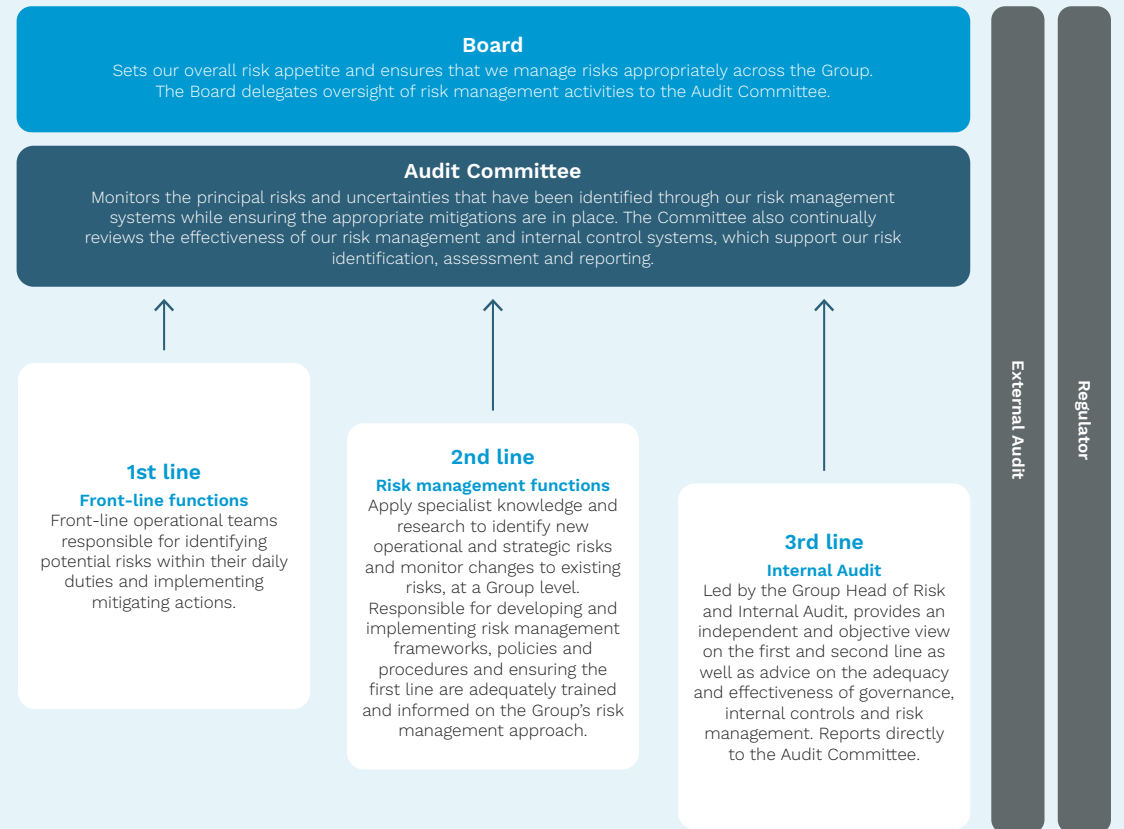 Board
Sets our overall risk appetite and ensures that we manage risks appropriately across the Group.
The Board delegates oversight of risk management activities to the Audit Committee.
Audit Committee
Monitors the principal risks and uncertainties that have been identified through our risk management
systems while ensuring the appropriate mitigations are in place. The Committee also continually
reviews the effectiveness of our risk management and internal control systems, which support our risk
identification, assessment and reporting.
1st line
Front-line functions
Front-line operational teams
responsible for identifying
potential risks within their daily
duties and implementing
mitigating actions.
2nd line
Risk management functions
Apply specialist knowledge and
research to identify new
operational and strategic risks
and monitor changes to existing
risks, at a Group level.
Responsible for developing and
implementing risk management
frameworks, policies and
procedures and ensuring the
first line are adequately trained
and informed on the Group’s risk
management approach.
3rd line
Internal Audit
Led by the Group Head of Risk
and Internal Audit, provides an
independent and objective view
on the first and second line as
well as advice on the adequacy
and effectiveness of governance,
internal controls and risk
management. Reports directly
to the Audit Committee.
External Audit
Regulator